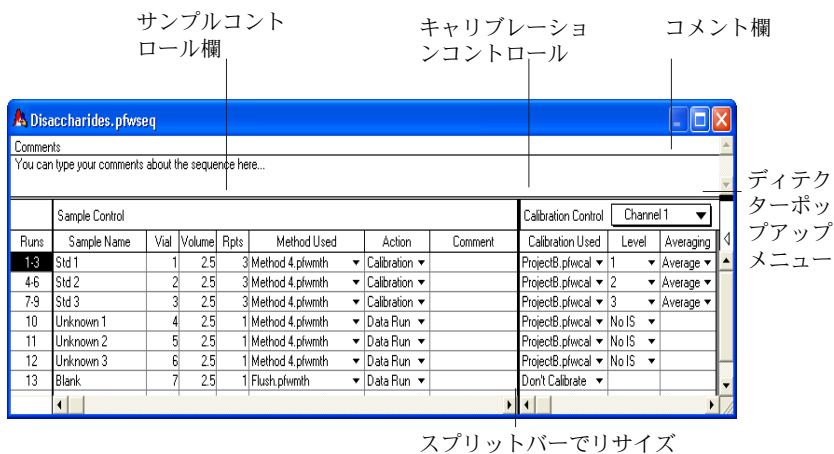 サンプルコント
ロール欄
キャリブレーショ
ンコントロール
コメント欄
Disaccharides.pfwseq
Comments
You can type your comments about the sequence here...
ディテク
ターポッ
プアップ
メニュー
Sample Control Calibration Control Channel 1
Runs Sample Name Vial Volume Rpts Method Used Action Comment Calibration Used Level Averaging
1-3 Std 1 1 2.5 3 Method 4.pfwmth Calibration ProjectB.pfwcal 1 Average
4-6 Std 2 2 2.5 3 Method 4.pfwmth Calibration ProjectB.pfwcal 2 Average
7-9 Std 3 3 2.5 3 Method 4.pfwmth Calibration ProjectB.pfwcal 3 Average
10 Unknown 1 4 2.5 1 Method 4.pfwmth Data Run ProjectB.pfwcal No IS
11 Unknown 2 5 2.5 1 Method 4.pfwmth Data Run ProjectB.pfwcal No IS
12 Unknown 3 6 2.5 1 Method 4.pfwmth Data Run ProjectB.pfwcal No IS
13 Blank 7 2.5 1 Flush.pfwmth Data Run Don't Calibrate
スプリットバーでリサイズ